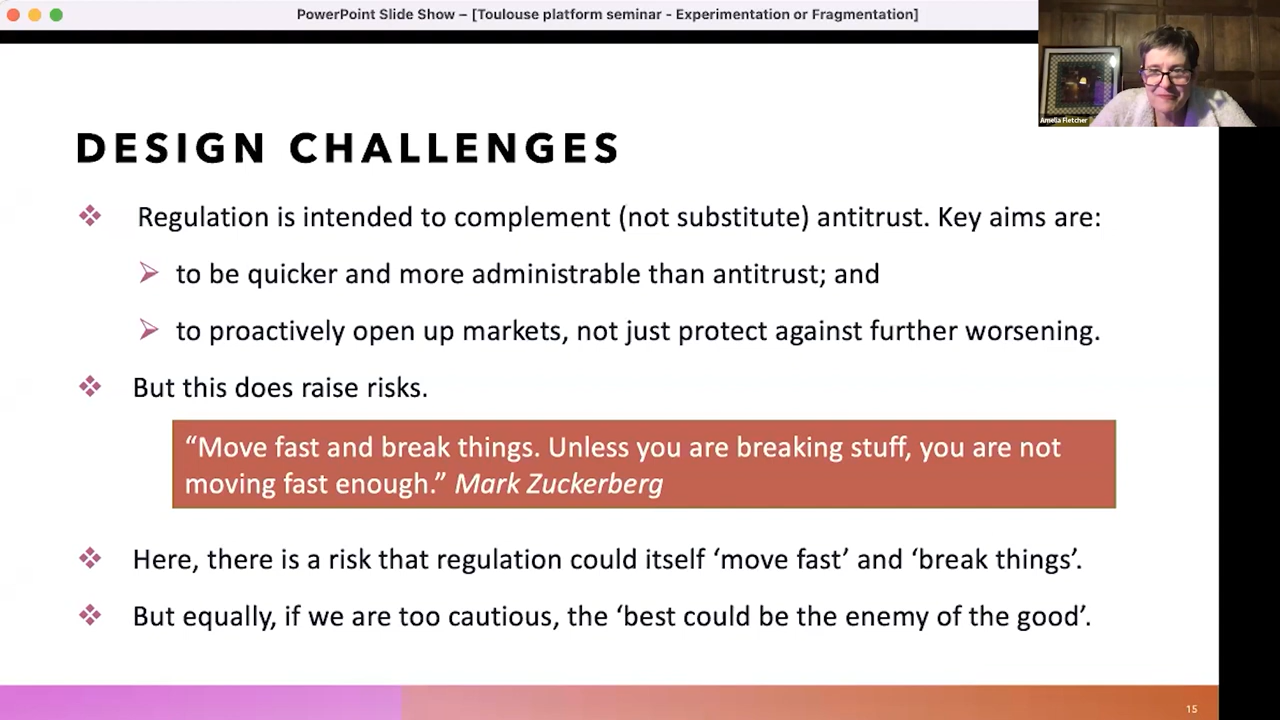 PowerPoint Slide Show – [Toulouse platform seminar - Experimentation or Fragmentation]
Amelia Fletcher
DESIGN CHALLENGES
Regulation is intended to complement (not substitute) antitrust. Key aims are:
to be quicker and more administrable than antitrust; and
to proactively open up markets, not just protect against further worsening.
But this does raise risks.
“Move fast and break things. Unless you are breaking stuff, you are not
moving fast enough.” Mark Zuckerberg
Here, there is a risk that regulation could itself ‘move fast’ and ‘break things’.
But equally, if we are too cautious, the ‘best could be the enemy of the good’.
15